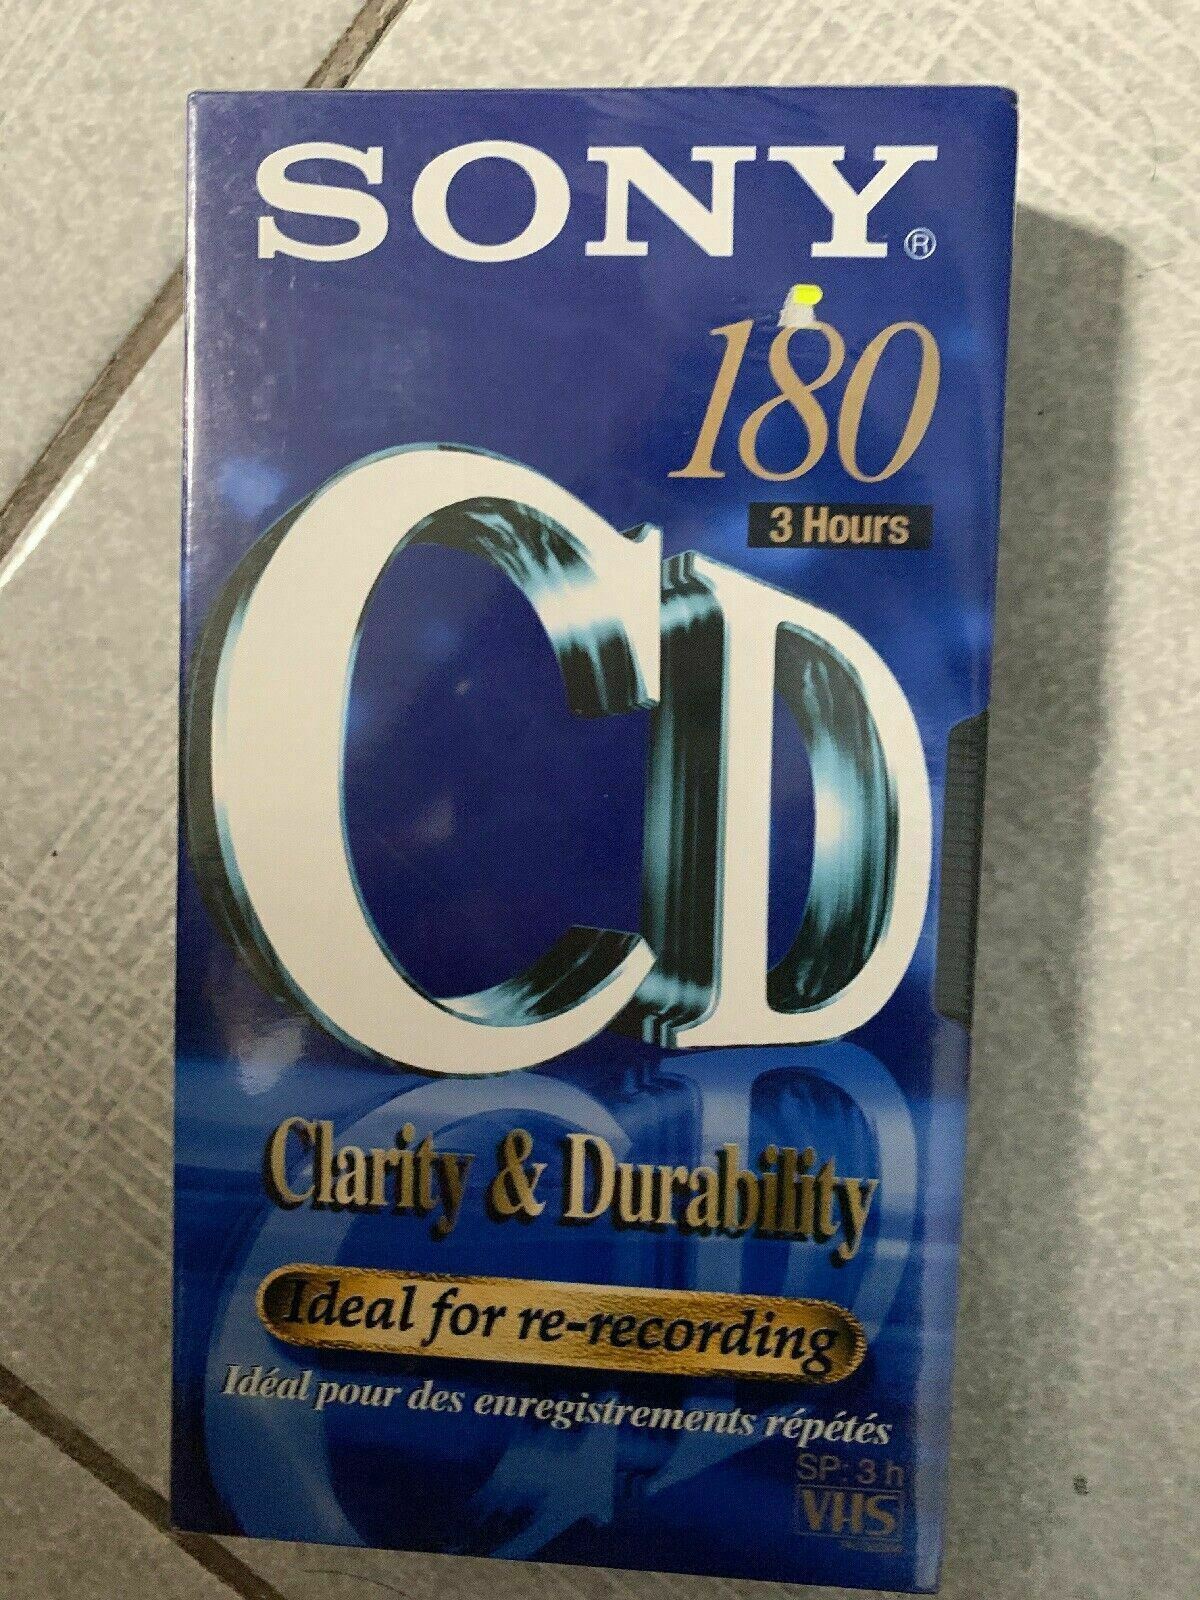 SONY®
180
3 Hours
CD
Clarity & Durability
Ideal for re-recording
Idéal pour des enregistrements répétés
SP: 3 h
VHS